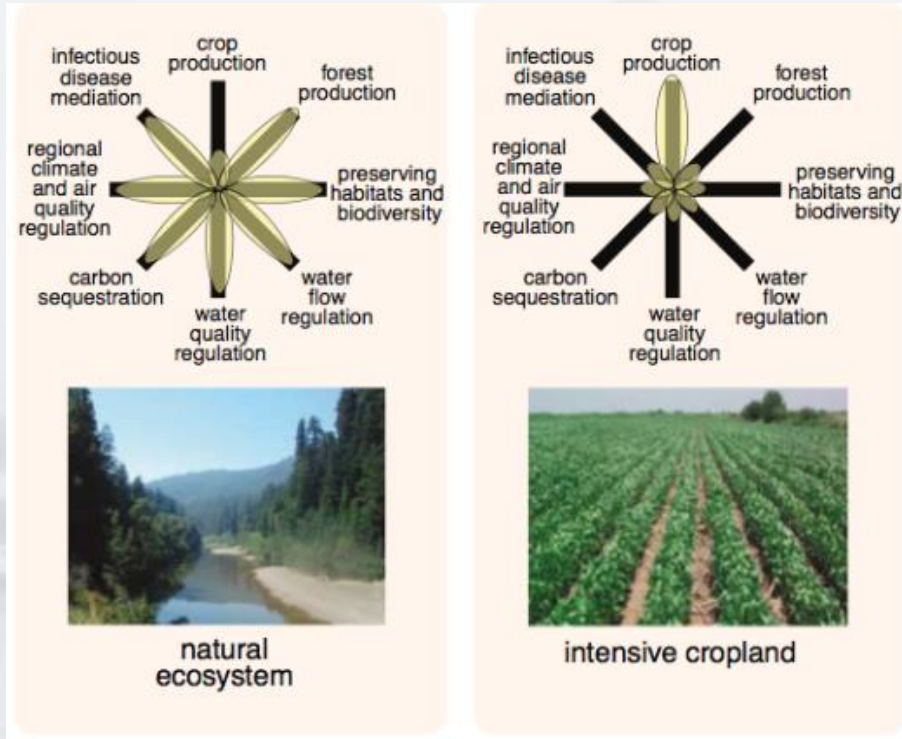 crop
production
infectious
disease
mediation
forest
production
regional
climate
and air
quality
regulation
preserving
habitats and
biodiversity
carbon
sequestration
water
flow
regulation
water
quality
regulation
natural
ecosystem
crop
production
infectious
disease
mediation
forest
production
regional
climate
and air
quality
regulation
preserving
habitats and
biodiversity
carbon
sequestration
water
flow
regulation
water
quality
regulation
intensive cropland